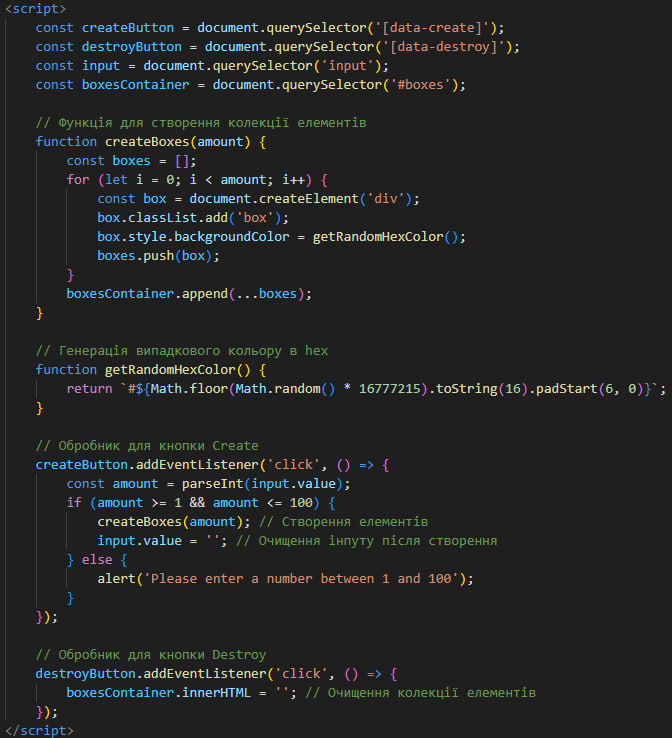 <script>
const createButton = document.querySelector('[data-create]');
const destroyButton = document.querySelector('[data-destroy]');
const input = document.querySelector('input');
const boxesContainer = document.querySelector('#boxes');
// Функція для створення колекції елементів
function createBoxes(amount) {
const boxes = [];
for (let i = 0; i < amount; i++) {
const box = document.createElement('div');
box.classList.add('box');
box.style.backgroundColor = getRandomHexColor();
boxes.push(box);
}
boxesContainer.append(...boxes);
}
// Генерація випадкового кольору в hex
function getRandomHexColor() {
return `#${Math.floor(Math.random() * 16777215).toString(16).padStart(6, 0)}`;
}
// Обробник для кнопки Create
createButton.addEventListener('click', () => {
const amount = parseInt(input.value);
if (amount >= 1 && amount <= 100) {
createBoxes(amount); // Створення елементів
input.value = ''; // Очищення інпуту після створення
} else {
alert('Please enter a number between 1 and 100');
}
});
// Обробник для кнопки Destroy
destroyButton.addEventListener('click', () => {
boxesContainer.innerHTML = ''; // Очищення колекції елементів
});
</script>